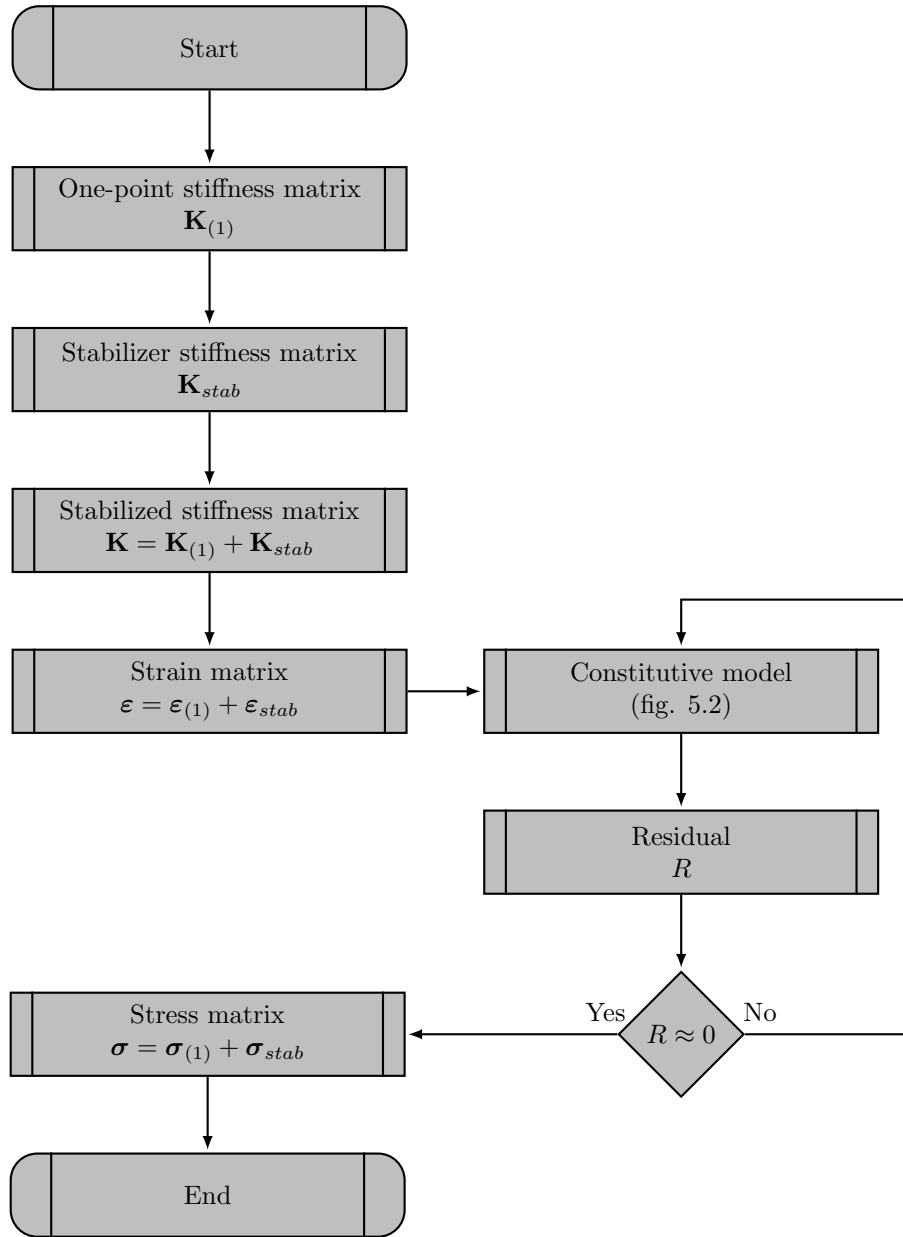 Start
One-point stiffness matrix
K(1)
Stabilizer stiffness matrix
Kstab
Stabilized stiffness matrix
K = K(1) + Kstab
Strain matrix
ε = ε(1) + εstab
Constitutive model
(fig. 5.2)
Residual
R
Yes
R ≈ 0
No
Stress matrix
σ = σ(1) + σstab
End